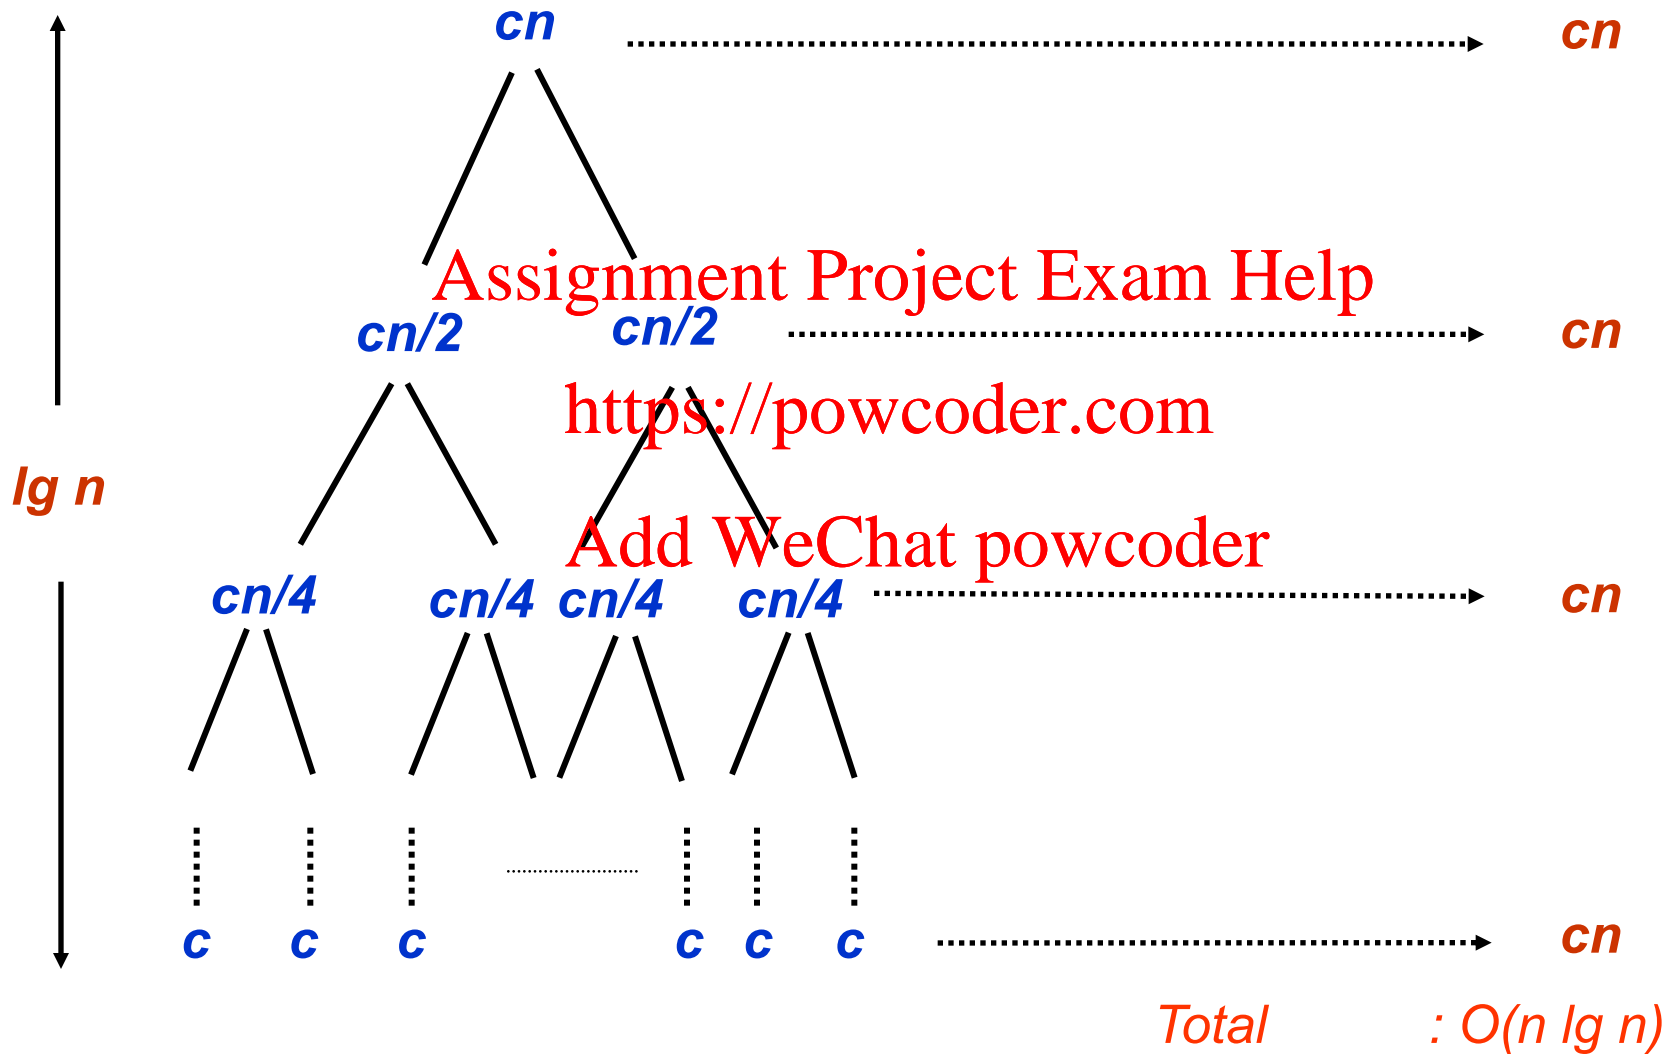 cn cn
Assignment Project Exam Help
cn/2 cn/2 cn
https://powcoder.com
lg n
Add WeChat powcoder
cn/4 cn/4 cn/4 cn/4 cn
c c c c c c cn
Total : O(n lg n)